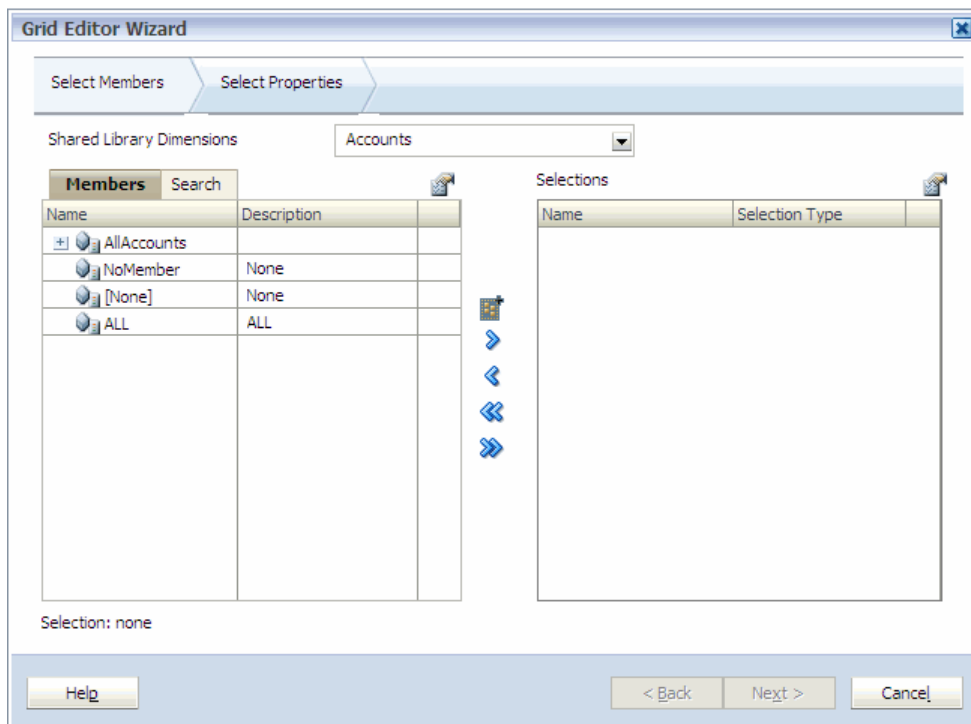 Grid Editor Wizard
Select Members Select Properties
Shared Library Dimensions Accounts
Members Search
Name Description
AllAccounts
NoMember None
[None] None
ALL ALL
Selections
Name Selection Type
Selection: none
Help < Back Next > Cancel